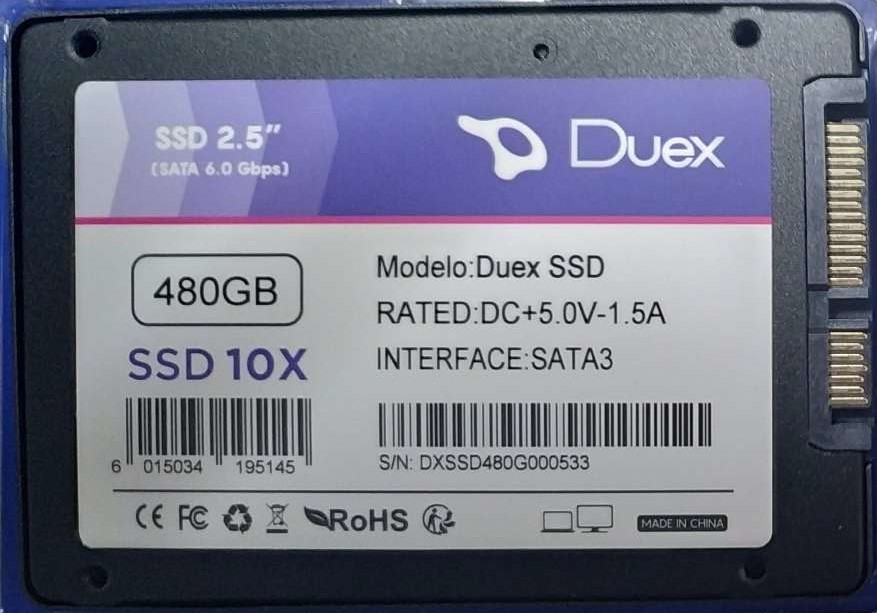 SSD 2.5"
(SATA 6.0 Gbps)
Duex
480GB
SSD 10X
Modelo:Duex SSD
RATED:DC+5.0V-1.5A
INTERFACE:SATA3
6 015034 195145
S/N: DXSSD480G000533
CE FC RoHS
MADE IN CHINA